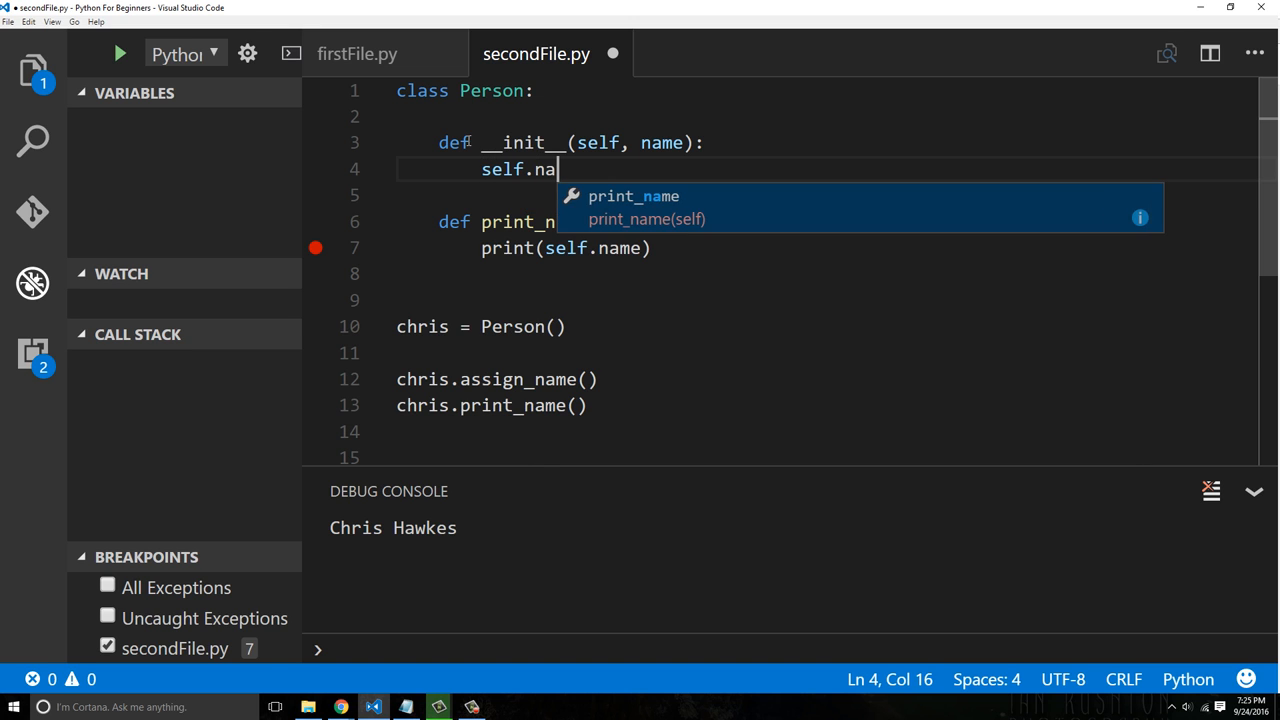 ● secondFile.py - Python For Beginners - Visual Studio Code
File Edit View Go Help
Python firstFile.py secondFile.py
1
VARIABLES
WATCH
CALL STACK
2
BREAKPOINTS
All Exceptions
Uncaught Exceptions
secondFile.py 7
1 class Person:
2
3 def __init__(self, name):
4 self.na
print_name
print_name(self)
5
6 def print_n
7 print(self.name)
8
9
10 chris = Person()
11
12 chris.assign_name()
13 chris.print_name()
14
15
DEBUG CONSOLE
Chris Hawkes
0 0 Ln 4, Col 16 Spaces: 4 UTF-8 CRLF Python
I'm Cortana. Ask me anything.
7:25 PM
9/24/2016